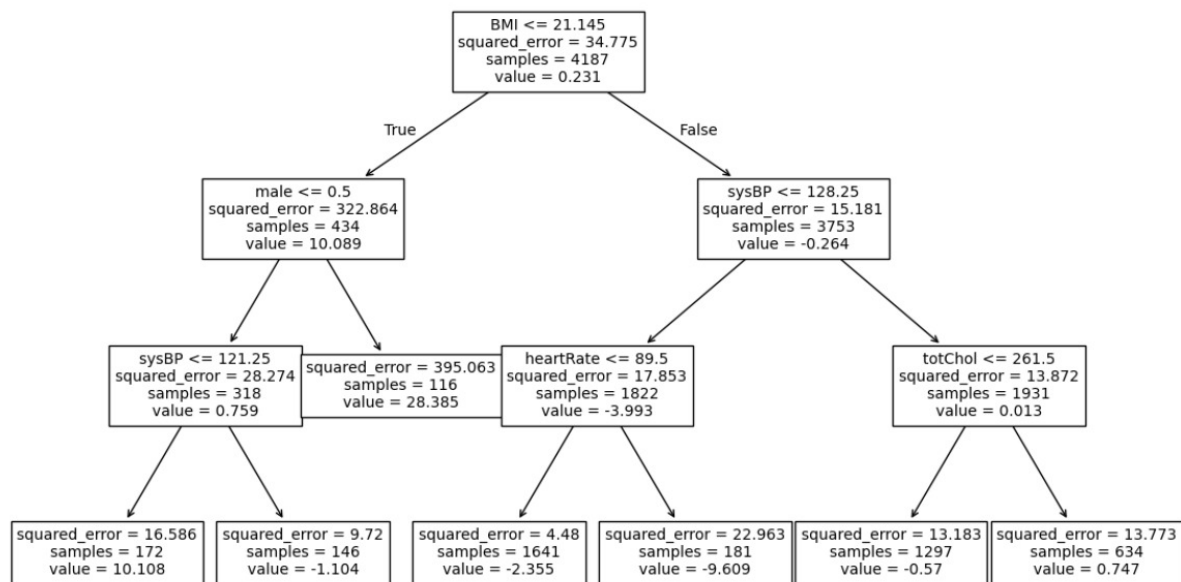 BMI <= 21.145
squared_error = 34.775
samples = 4187
value = 0.231
True
False
male <= 0.5
squared_error = 322.864
samples = 434
value = 10.089
sysBP <= 128.25
squared_error = 15.181
samples = 3753
value = -0.264
sysBP <= 121.25
squared_error = 28.274
samples = 318
value = 0.759
squared_error = 395.063
samples = 116
value = 28.385
heartRate <= 89.5
squared_error = 17.853
samples = 1822
value = -3.993
totChol <= 261.5
squared_error = 13.872
samples = 1931
value = 0.013
squared_error = 16.586
samples = 172
value = 10.108
squared_error = 9.72
samples = 146
value = -1.104
squared_error = 4.48
samples = 1641
value = -2.355
squared_error = 22.963
samples = 181
value = -9.609
squared_error = 13.183
samples = 1297
value = -0.57
squared_error = 13.773
samples = 634
value = 0.747